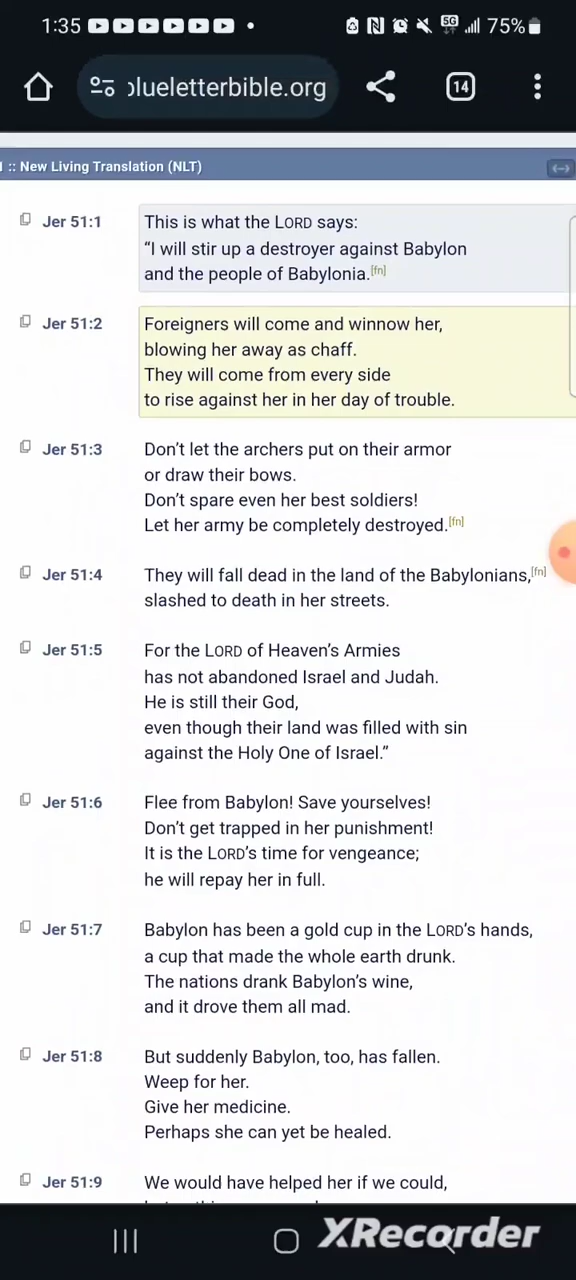 1:35
5G
75%
blueletterbible.org
14
:: New Living Translation (NLT)
Jer 51:1
This is what the LORD says:
“I will stir up a destroyer against Babylon
and the people of Babylonia.[fn]
Jer 51:2
Foreigners will come and winnow her,
blowing her away as chaff.
They will come from every side
to rise against her in her day of trouble.
Jer 51:3
Don’t let the archers put on their armor
or draw their bows.
Don’t spare even her best soldiers!
Let her army be completely destroyed.[fn]
Jer 51:4
They will fall dead in the land of the Babylonians,[fn]
slashed to death in her streets.
Jer 51:5
For the LORD of Heaven’s Armies
has not abandoned Israel and Judah.
He is still their God,
even though their land was filled with sin
against the Holy One of Israel.”
Jer 51:6
Flee from Babylon! Save yourselves!
Don’t get trapped in her punishment!
It is the LORD’s time for vengeance;
he will repay her in full.
Jer 51:7
Babylon has been a gold cup in the LORD’s hands,
a cup that made the whole earth drunk.
The nations drank Babylon’s wine,
and it drove them all mad.
Jer 51:8
But suddenly Babylon, too, has fallen.
Weep for her.
Give her medicine.
Perhaps she can yet be healed.
Jer 51:9
We would have helped her if we could,
XRecorder